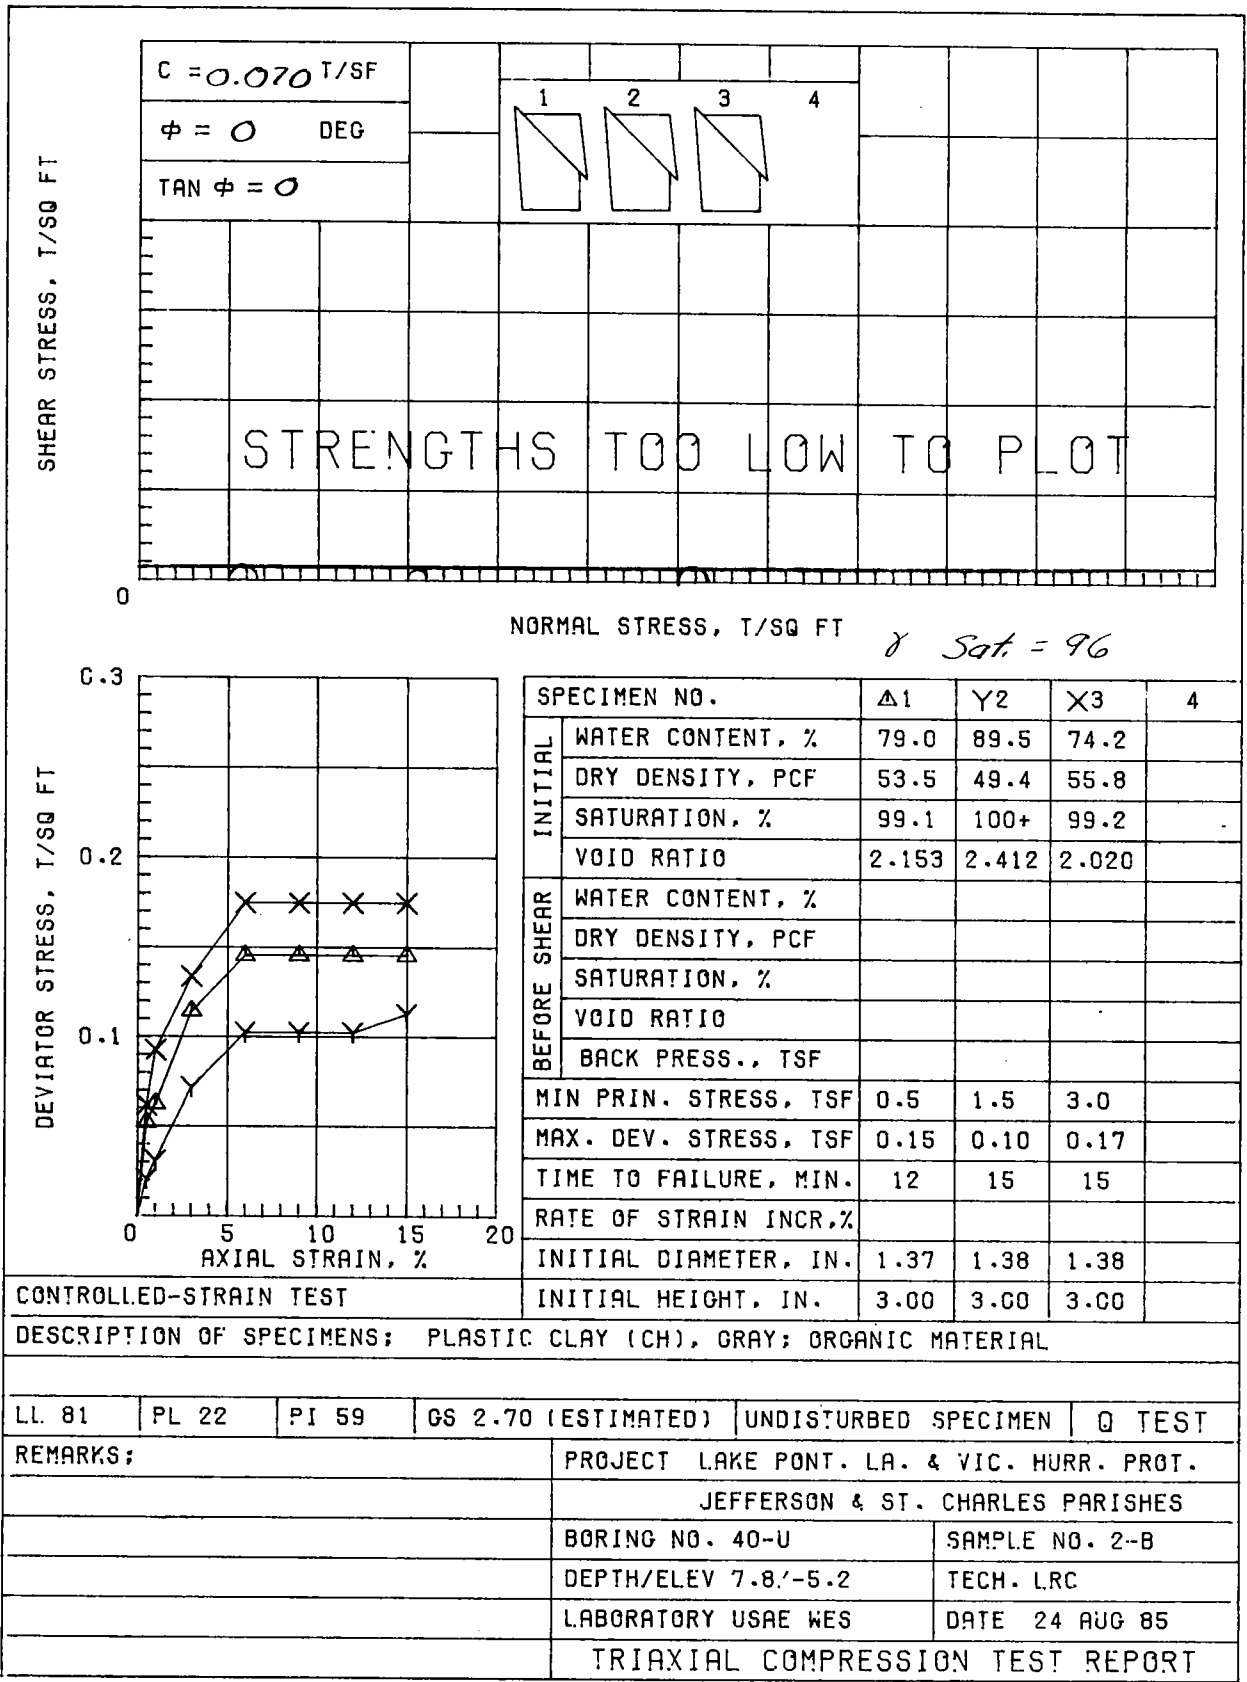 C = 0.070 T/SF
ф = 0 DEG
TAN ф = 0
1 2 3 4
SHEAR STRESS, T/SQ FT
STRENGTHS TOO LOW TO PLOT
0
NORMAL STRESS, T/SQ FT
γ Sat. = 96
0.3
0.2
0.1
DEVIATOR STRESS, T/SQ FT
0 0 5 10 15 20
AXIAL STRAIN, %
SPECIMEN NO. 1 Y2 X3 4
INITIAL
WATER CONTENT, % 79.0 89.5 74.2
DRY DENSITY, PCF 53.5 49.4 55.8
SATURATION, % 99.1 100+ 99.2
VOID RATIO 2.153 2.412 2.020
BEFORE SHEAR
WATER CONTENT, %
DRY DENSITY, PCF
SATURATION, %
VOID RATIO
BACK PRESS., TSF
MIN PRIN. STRESS, TSF 0.5 1.5 3.0
MAX. DEV. STRESS, TSF 0.15 0.10 0.17
TIME TO FAILURE, MIN. 12 15 15
RATE OF STRAIN INCR,%
INITIAL DIAMETER, IN. 1.37 1.38 1.38
INITIAL HEIGHT, IN. 3.00 3.00 3.00
CONTROLLED-STRAIN TEST
DESCRIPTION OF SPECIMENS; PLASTIC CLAY (CH), GRAY; ORGANIC MATERIAL
LL 81 PL 22 PI 59 GS 2.70 (ESTIMATED) UNDISTURBED SPECIMEN Q TEST
REMARKS;
PROJECT LAKE PONT. LA. & VIC. HURR. PROT.
JEFFERSON & ST. CHARLES PARISHES
BORING NO. 40-U SAMPLE NO. 2-B
DEPTH/ELEV 7.8/-5.2 TECH. LRC
LABORATORY USAE WES DATE 24 AUG 85
TRIAXIAL COMPRESSION TEST REPORT